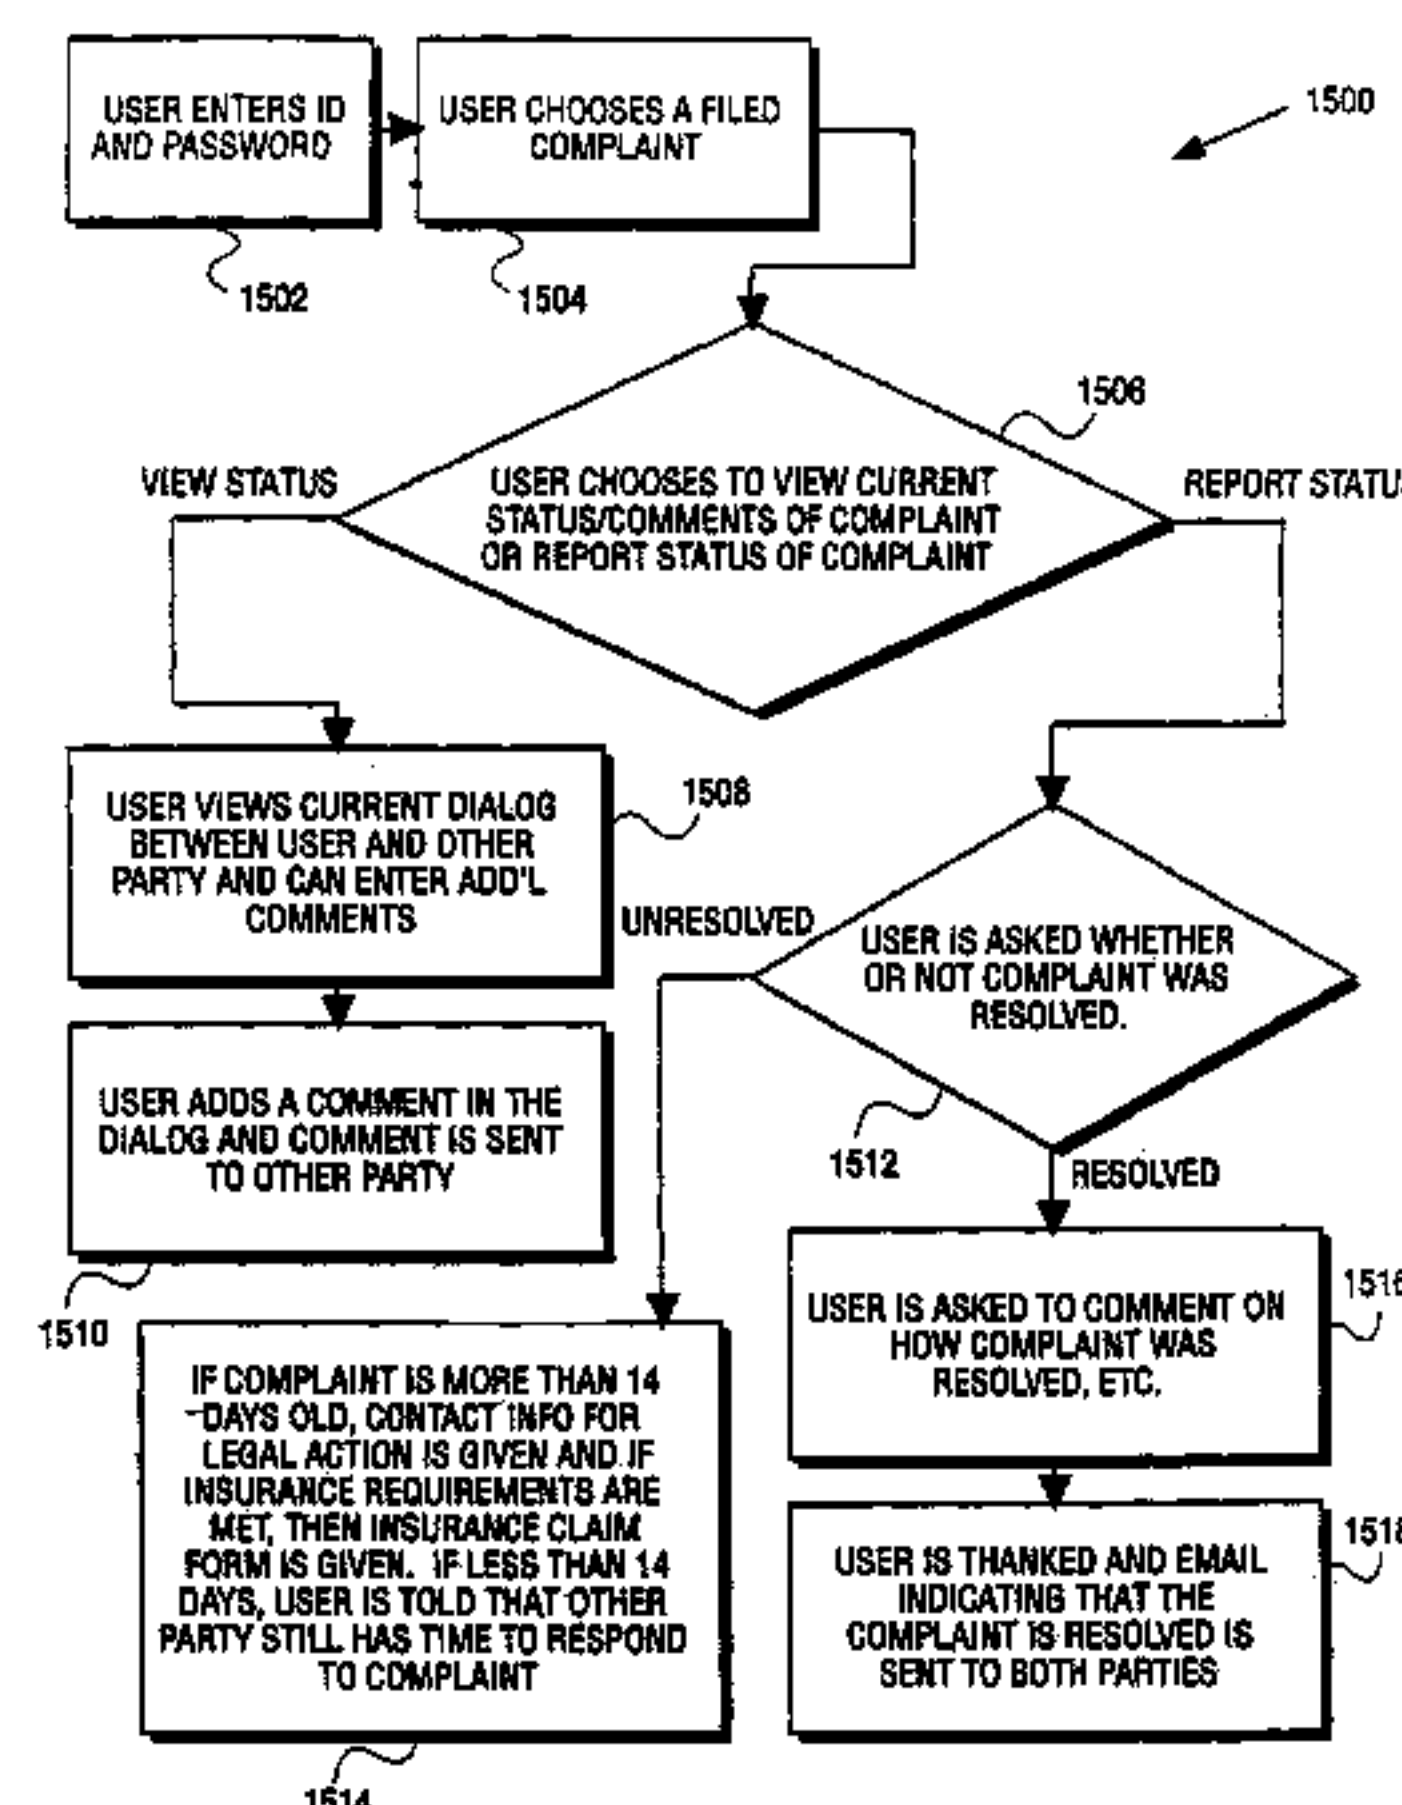 USER ENTERS ID
AND PASSWORD
USER CHOOSES A FILED
COMPLAINT
1500
1502
1504
1506
VIEW STATUS
USER CHOOSES TO VIEW CURRENT
STATUS/COMMENTS OF COMPLAINT
OR REPORT STATUS OF COMPLAINT
REPORT STATUS
USER VIEWS CURRENT DIALOG
BETWEEN USER AND OTHER
PARTY AND CAN ENTER ADD'L
COMMENTS
1508
UNRESOLVED
USER IS ASKED WHETHER
OR NOT COMPLAINT WAS
RESOLVED.
USER ADDS A COMMENT IN THE
DIALOG AND COMMENT IS SENT
TO OTHER PARTY
1512
RESOLVED
1510
USER IS ASKED TO COMMENT ON
HOW COMPLAINT WAS
RESOLVED, ETC.
1516
IF COMPLAINT IS MORE THAN 14
DAYS OLD, CONTACT INFO FOR
LEGAL ACTION IS GIVEN AND IF
INSURANCE REQUIREMENTS ARE
MET, THEN INSURANCE CLAIM
FORM IS GIVEN. IF LESS THAN 14
DAYS, USER IS TOLD THAT OTHER
PARTY STILL HAS TIME TO RESPOND
TO COMPLAINT
1518
USER IS THANKED AND EMAIL
INDICATING THAT THE
COMPLAINT IS RESOLVED IS
SENT TO BOTH PARTIES
1514